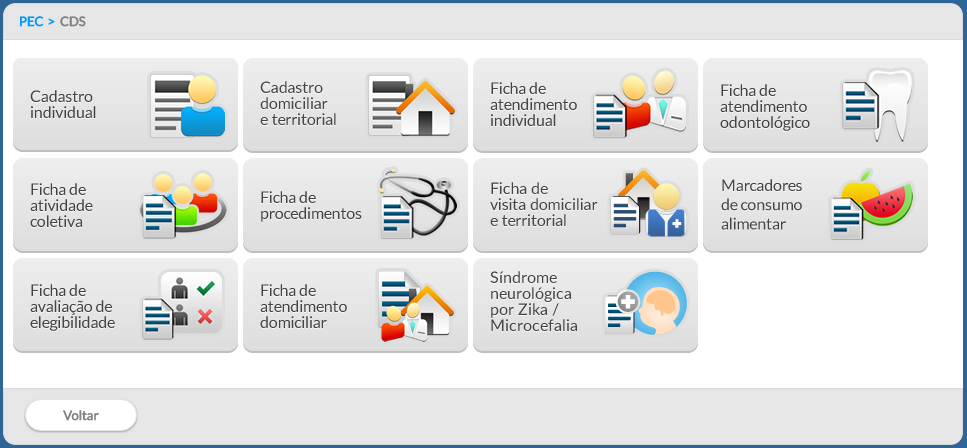 PEC > CDS
Cadastro
individual
Cadastro
domiciliar
e territorial
Ficha de
atendimento
individual
Ficha de
atendimento
odontológico
Ficha de
atividade
coletiva
Ficha de
procedimentos
Ficha de
visita domiciliar
e territorial
Marcadores
de consumo
alimentar
Ficha de
avaliação de
elegibilidade
Ficha de
atendimento
domiciliar
Síndrome
neurológica
por Zika /
Microcefalia
Voltar